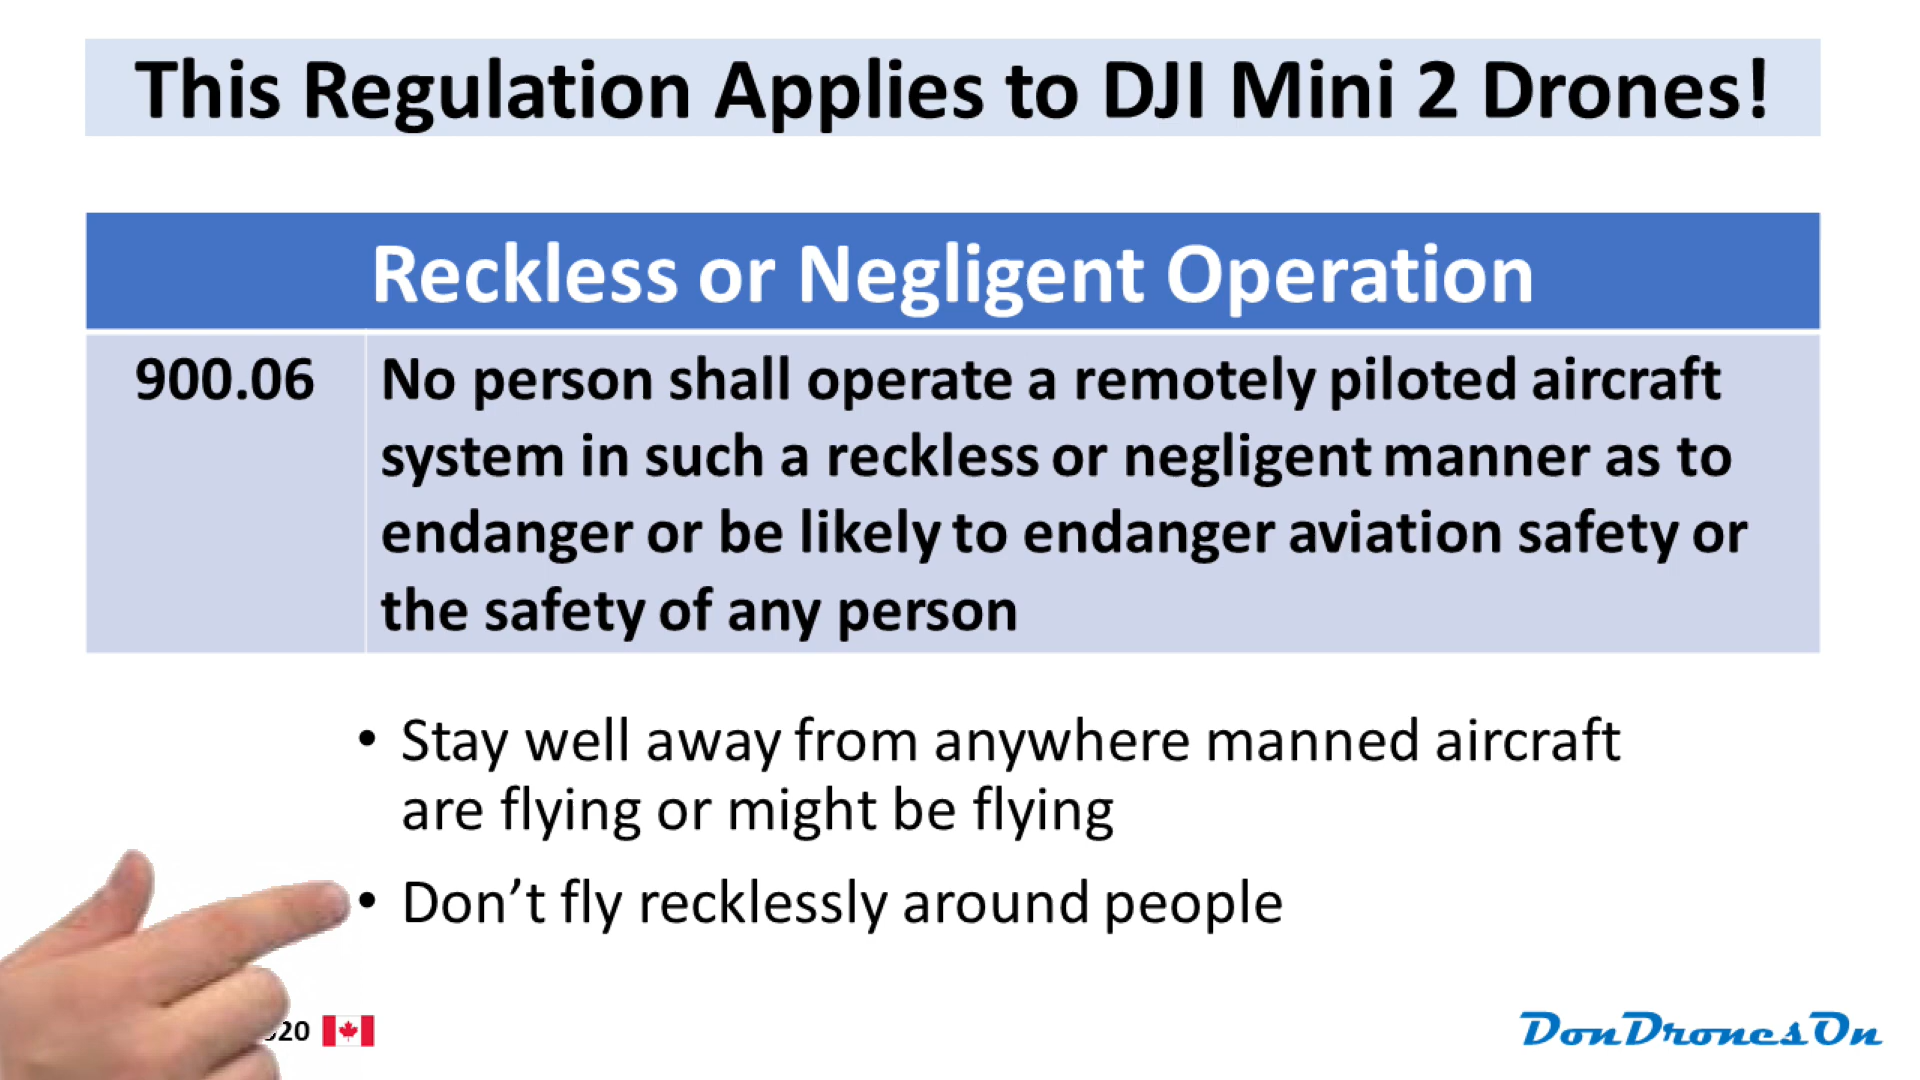 This Regulation Applies to DJI Mini 2 Drones!
Reckless or Negligent Operation
900.06 No person shall operate a remotely piloted aircraft
system in such a reckless or negligent manner as to
endanger or be likely to endanger aviation safety or
the safety of any person
• Stay well away from anywhere manned aircraft
are flying or might be flying
• Don’t fly recklessly around people
DonDronesOn